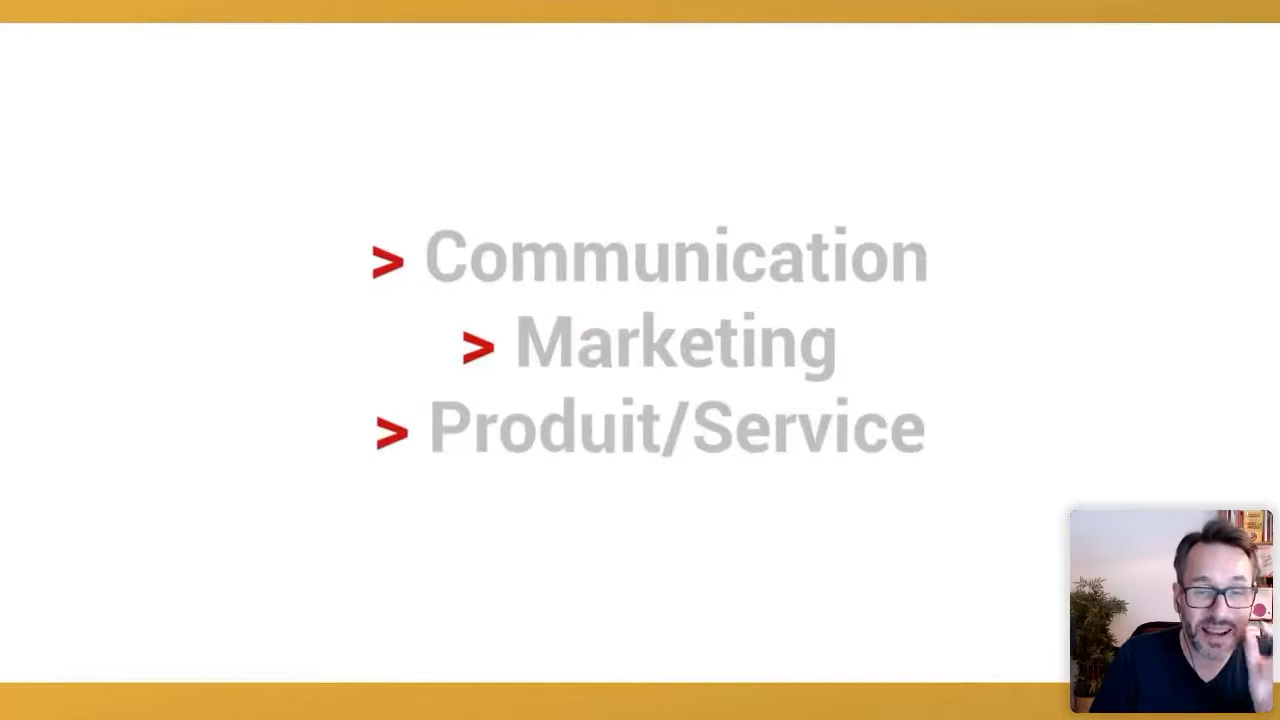 > Communication
> Marketing
> Produit/Service